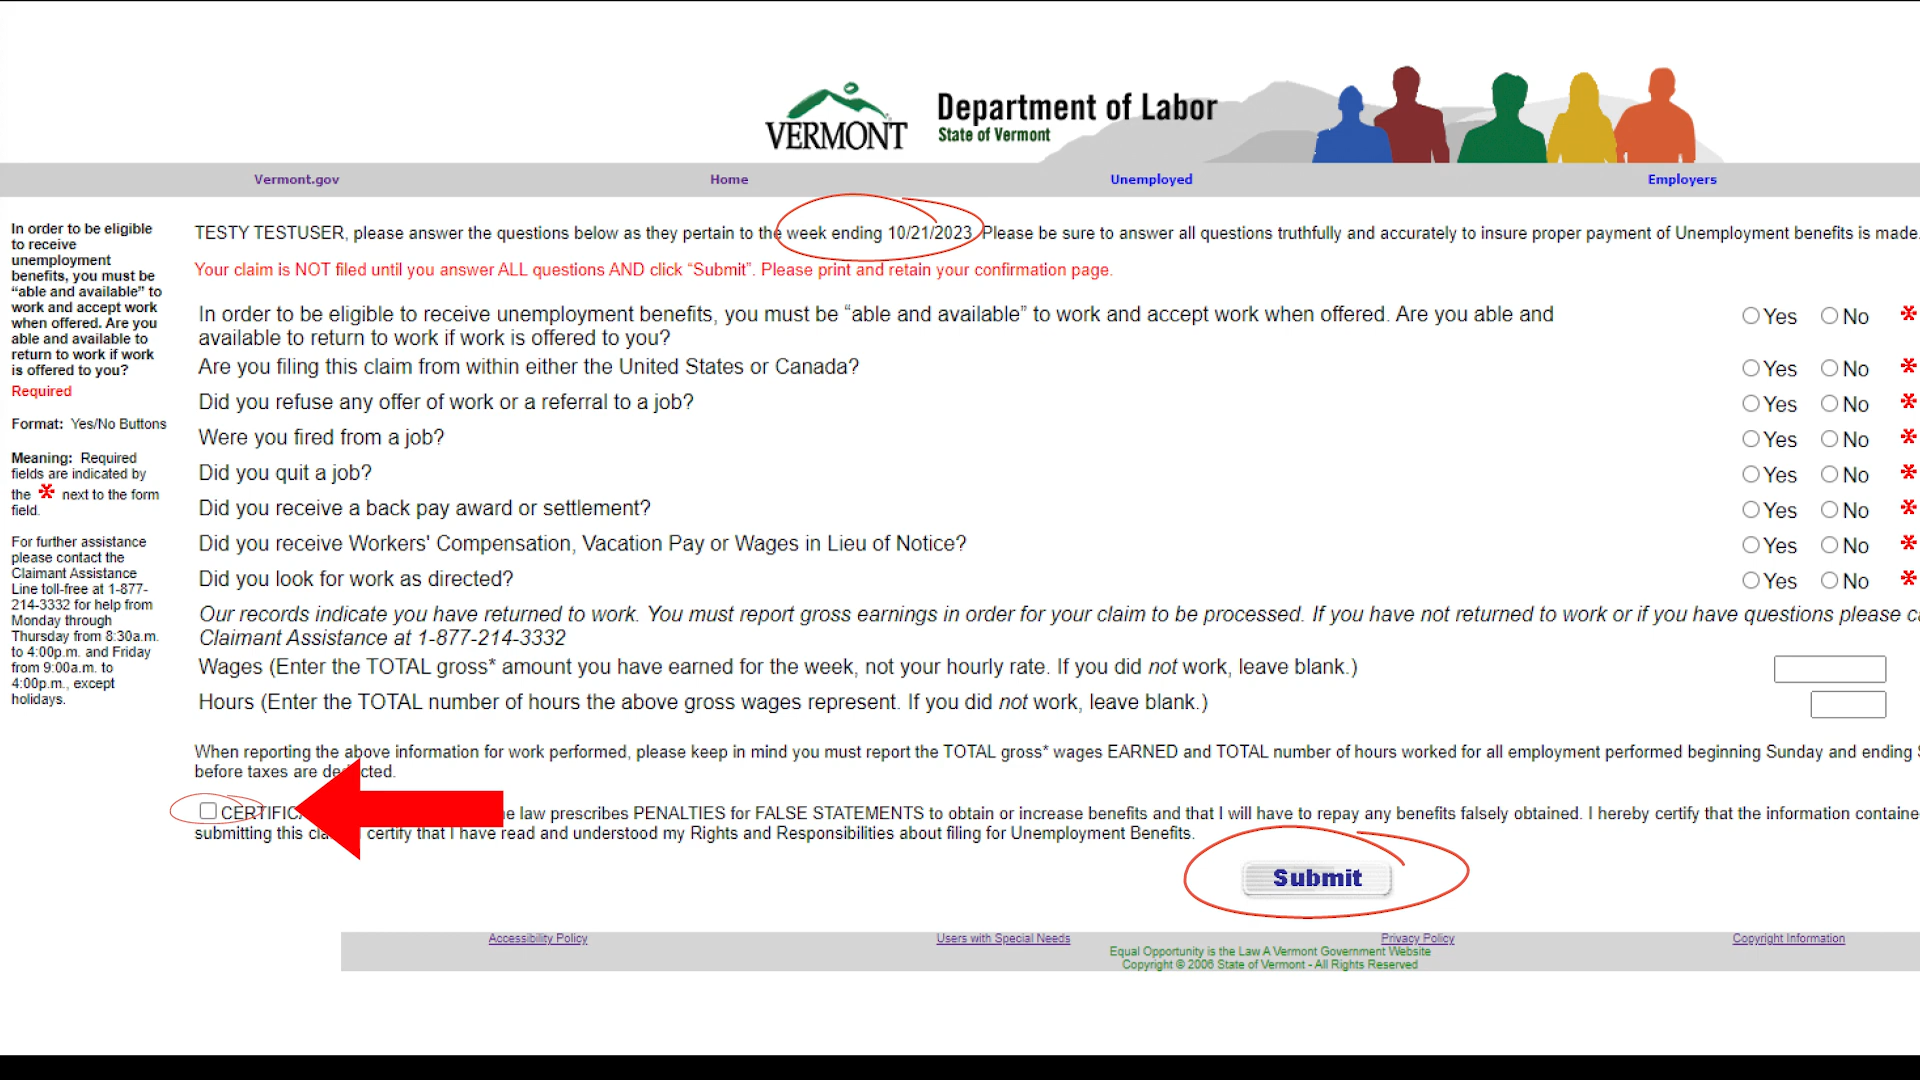 VERMONT
Department of Labor
State of Vermont
Vermont.gov Home Unemployed Employers
In order to be eligible
to receive
unemployment
benefits, you must be
“able and available” to
work and accept work
when offered. Are you
able and available to
return to work if work
is offered to you?
Required
Format: Yes/No Buttons
Meaning: Required
fields are indicated by
the * next to the form
field.
For further assistance
please contact the
Claimant Assistance
Line toll-free at 1-877-
214-3332 for help from
Monday through
Thursday from 8:30a.m.
to 4:00p.m. and Friday
from 9:00a.m. to
4:00p.m., except
holidays.
TESTY TESTUSER, please answer the questions below as they pertain to the week ending 10/21/2023. Please be sure to answer all questions truthfully and accurately to insure proper payment of Unemployment benefits is made.
Your claim is NOT filed until you answer ALL questions AND click “Submit”. Please print and retain your confirmation page.
In order to be eligible to receive unemployment benefits, you must be “able and available” to work and accept work when offered. Are you able and
available to return to work if work is offered to you? Yes No *
Are you filing this claim from within either the United States or Canada? Yes No *
Did you refuse any offer of work or a referral to a job? Yes No *
Were you fired from a job? Yes No *
Did you quit a job? Yes No *
Did you receive a back pay award or settlement? Yes No *
Did you receive Workers' Compensation, Vacation Pay or Wages in Lieu of Notice? Yes No *
Did you look for work as directed? Yes No *
Our records indicate you have returned to work. You must report gross earnings in order for your claim to be processed. If you have not returned to work or if you have questions please
Claimant Assistance at 1-877-214-3332
Wages (Enter the TOTAL gross* amount you have earned for the week, not your hourly rate. If you did not work, leave blank.)
Hours (Enter the TOTAL number of hours the above gross wages represent. If you did not work, leave blank.)
When reporting the above information for work performed, please keep in mind you must report the TOTAL gross* wages EARNED and TOTAL number of hours worked for all employment performed beginning Sunday and ending
before taxes are deducted.
law prescribes PENALTIES for FALSE STATEMENTS to obtain or increase benefits and that I will have to repay any benefits falsely obtained. I hereby certify that the information
submitting this certify that I have read and understood my Rights and Responsibilities about filing for Unemployment Benefits.
Submit
Accessibility Policy Users with Special Needs Privacy Policy Copyright Information
Equal Opportunity is the Law A Vermont Government Website
Copyright © 2006 State of Vermont - All Rights Reserved